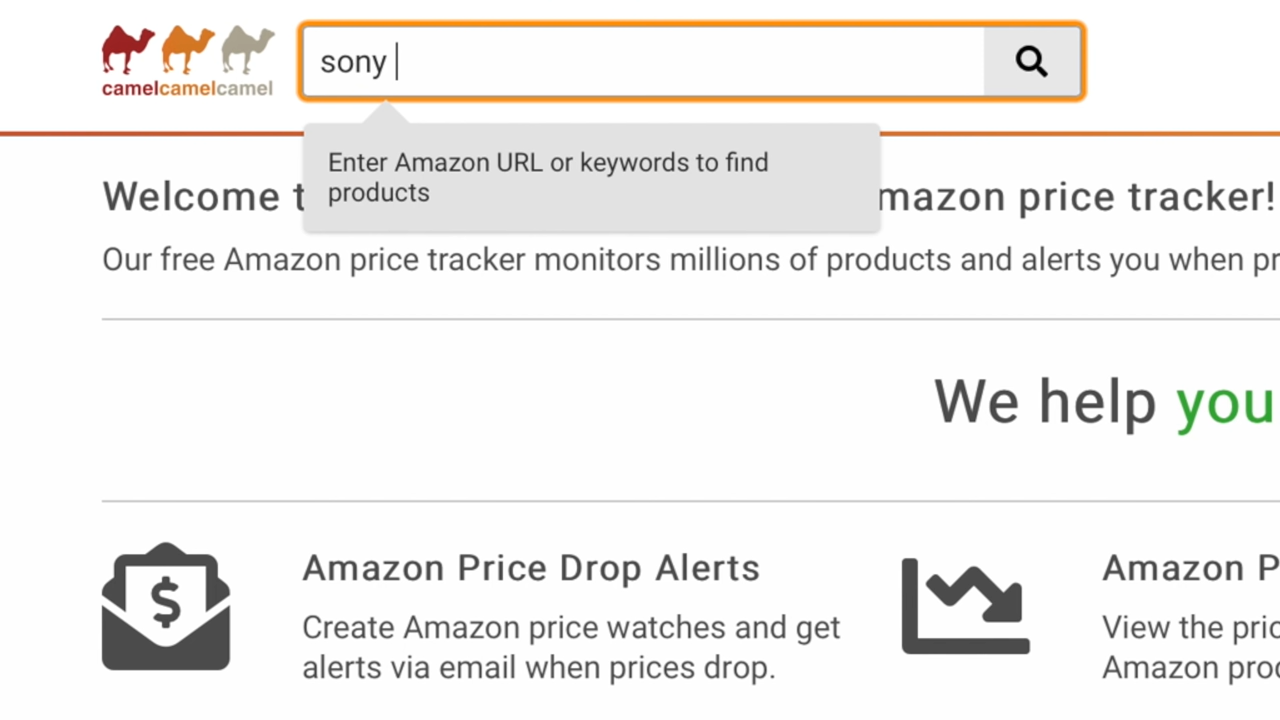 camelcamelcamel
sony
Enter Amazon URL or keywords to find
products
Welcome t mazon price tracker!
Our free Amazon price tracker monitors millions of products and alerts you when pr
We help you
Amazon Price Drop Alerts
Create Amazon price watches and get
alerts via email when prices drop.
Amazon P
View the pric
Amazon prod